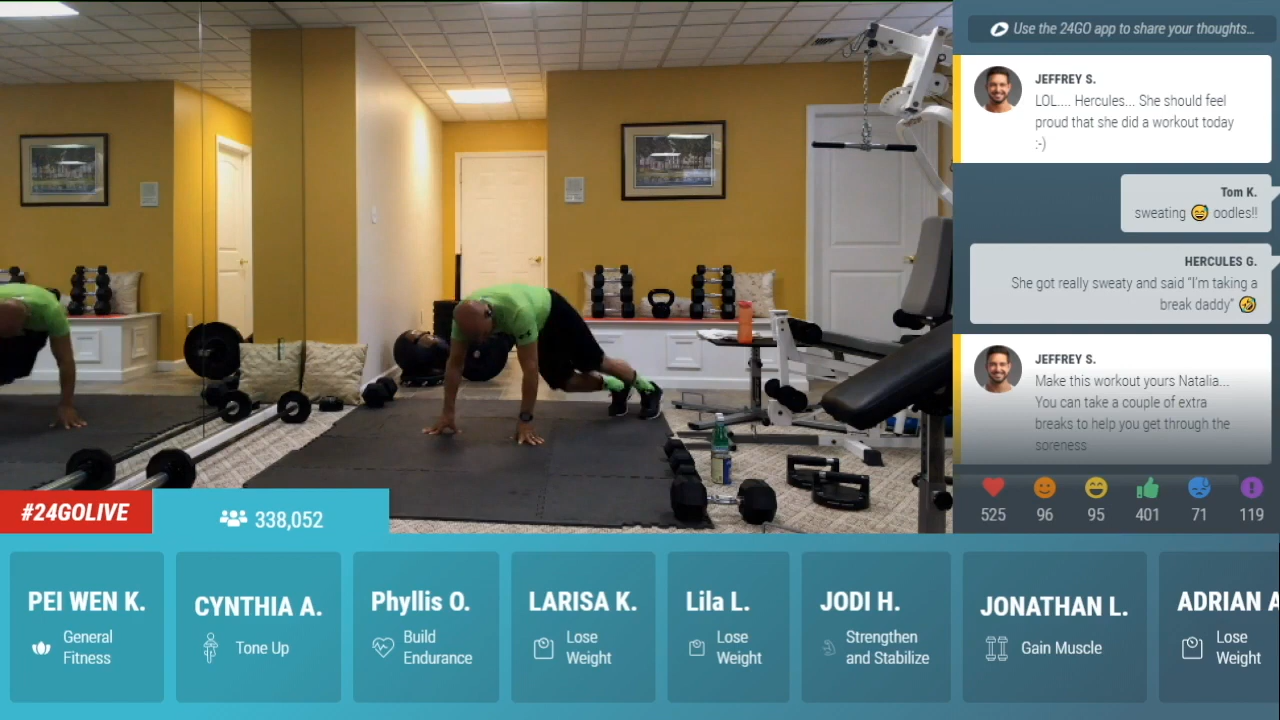 Use the 24GO app to share your thoughts...
JEFFREY S.
LOL.... Hercules... She should feel
proud that she did a workout today
:-)
Tom K.
sweating 😅 oodles!!
HERCULES G.
She got really sweaty and said “I'm taking a
break daddy” 🤣
JEFFREY S.
Make this workout yours Natalia...
You can take a couple of extra
breaks to help you get through the
soreness
525 96 95 401 71 119
#24GOLIVE
338,052
PEI WEN K.
General
Fitness
CYNTHIA A.
Tone Up
Phyllis O.
Build
Endurance
LARISA K.
Lose
Weight
Lila L.
Lose
Weight
JODI H.
Strengthen
and Stabilize
JONATHAN L.
Gain Muscle
ADRIAN A
Lose
Weight